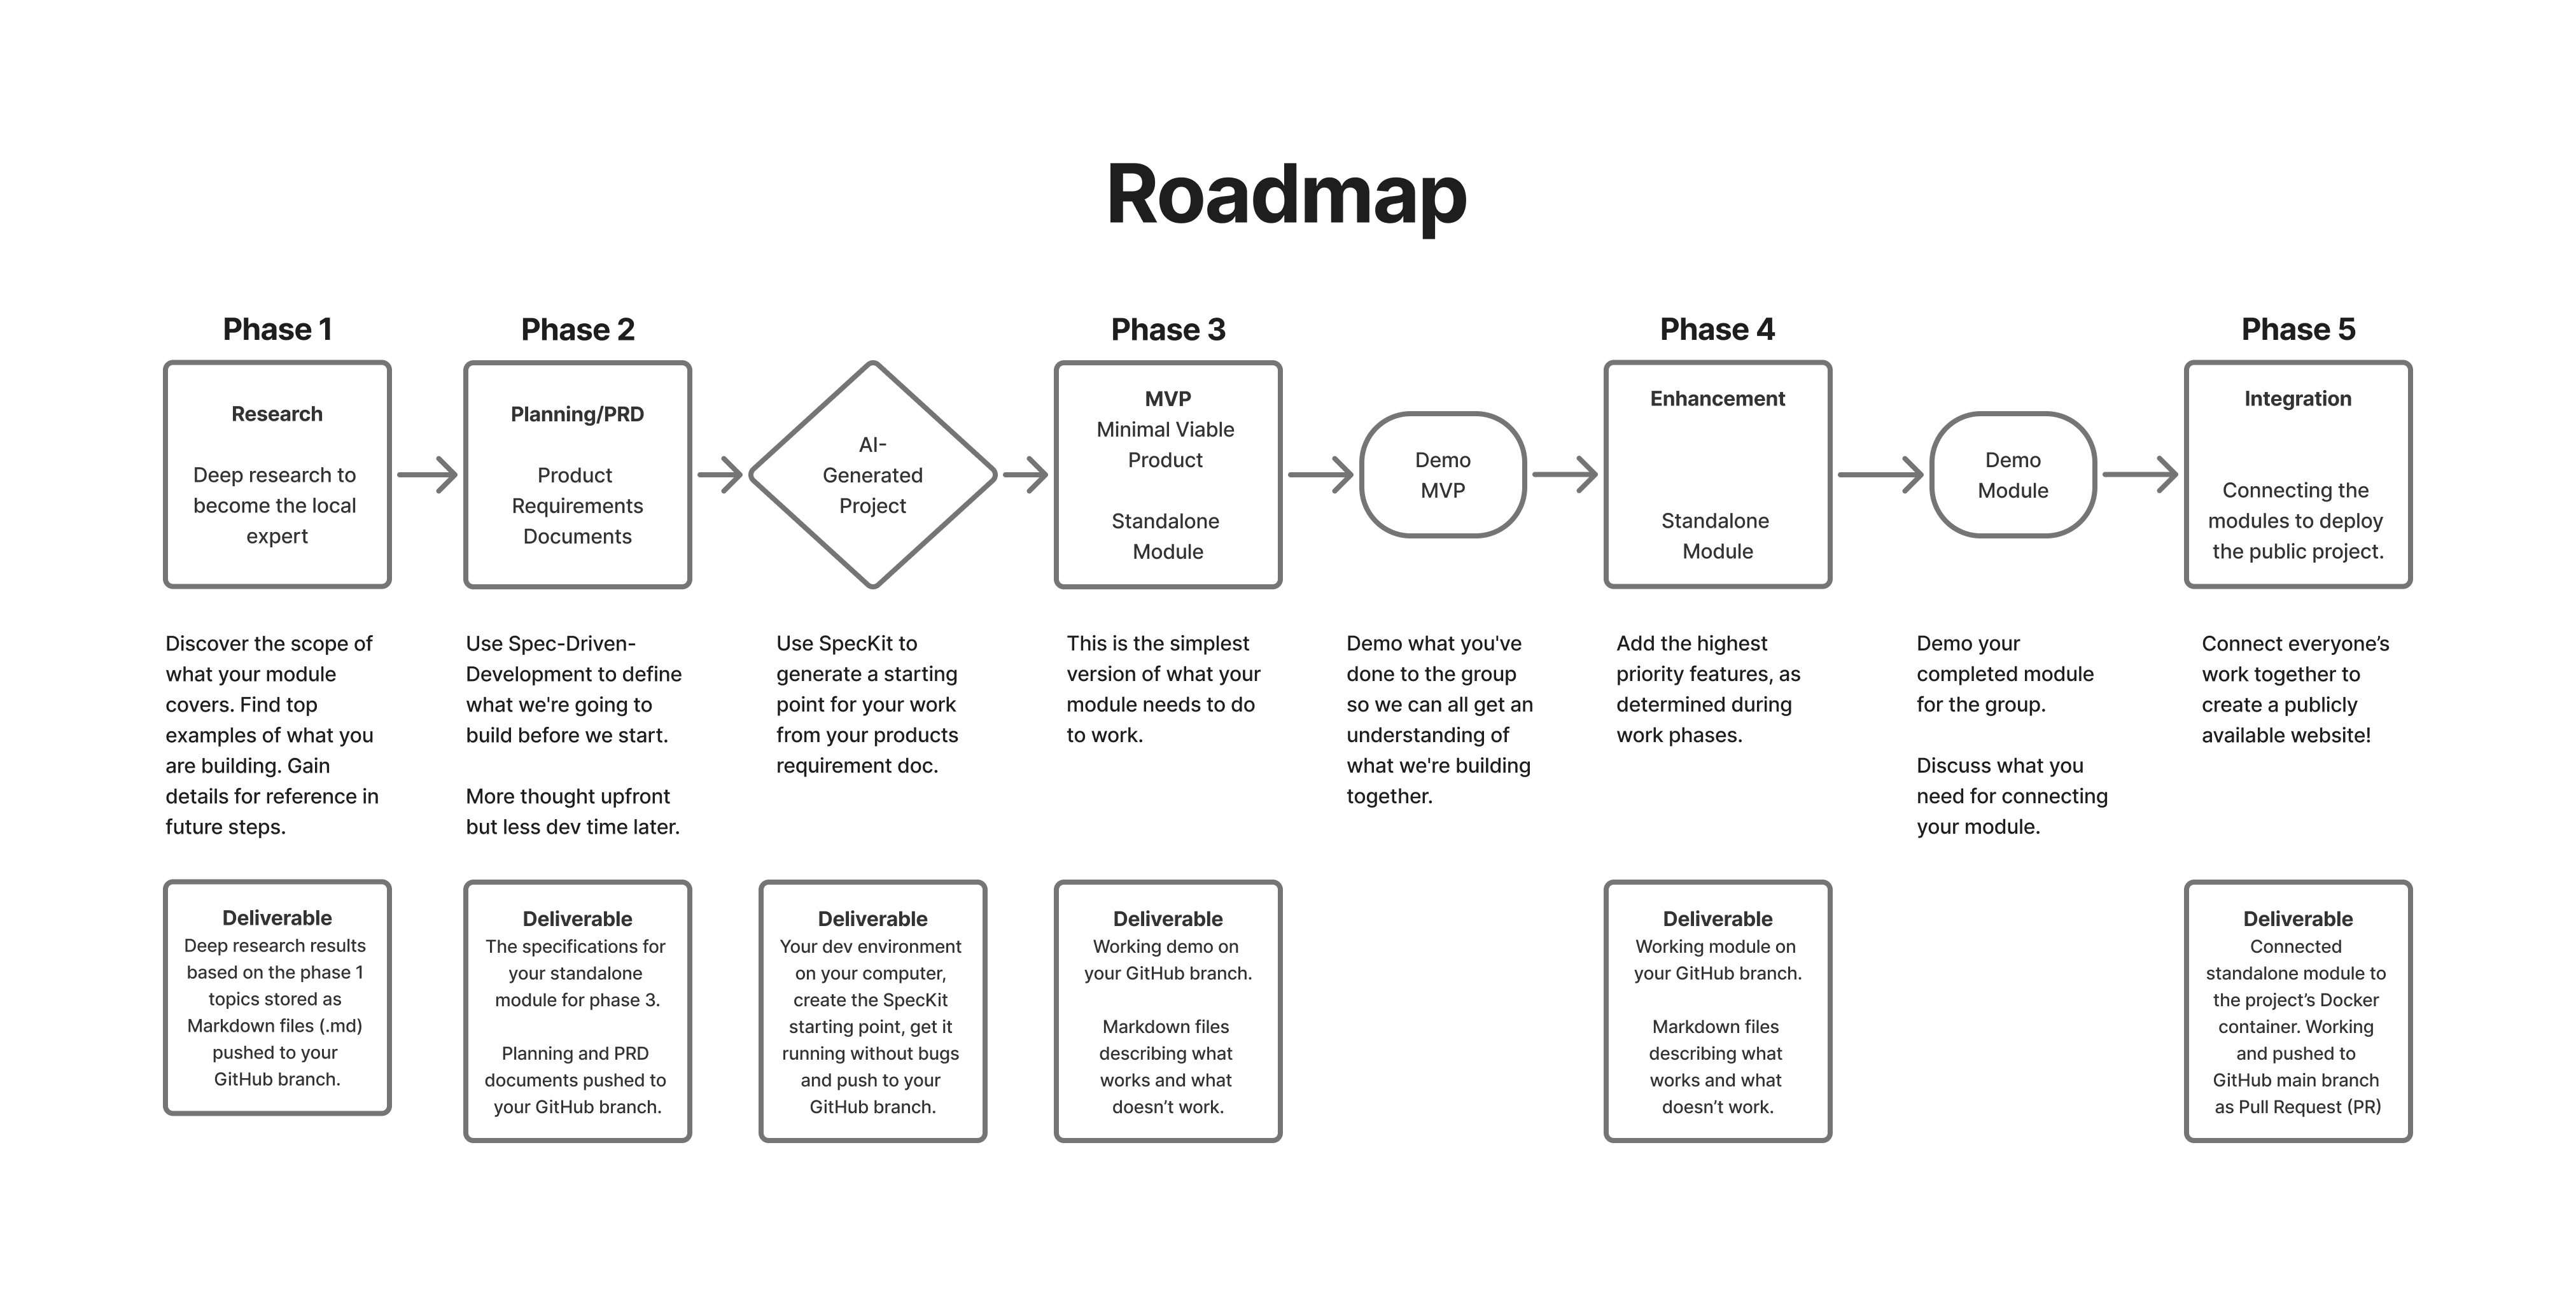 Roadmap
Phase 1
Research
Deep research to
become the local
expert
Discover the scope of
what your module
covers. Find top
examples of what you
are building. Gain
details for reference in
future steps.
Deliverable
Deep research results
based on the phase 1
topics stored as
Markdown files (.md)
pushed to your
GitHub branch.
Phase 2
Planning/PRD
Product
Requirements
Documents
Use Spec-Driven-
Development to define
what we're going to
build before we start.
More thought upfront
but less dev time later.
Deliverable
The specifications for
your standalone
module for phase 3.
Planning and PRD
documents pushed to
your GitHub branch.
AI-
Generated
Project
Use SpecKit to
generate a starting
point for your work
from your products
requirement doc.
Deliverable
Your dev environment
on your computer,
create the SpecKit
starting point, get it
running without bugs
and push to your
GitHub branch.
Phase 3
MVP
Minimal Viable
Product
Standalone
Module
This is the simplest
version of what your
module needs to do
to work.
Deliverable
Working demo on
your GitHub branch.
Markdown files
describing what
works and what
doesn’t work.
Demo
MVP
Demo what you've
done to the group
so we can all get an
understanding of
what we're building
together.
Phase 4
Enhancement
Standalone
Module
Add the highest
priority features, as
determined during
work phases.
Deliverable
Working module on
your GitHub branch.
Markdown files
describing what
works and what
doesn’t work.
Demo
Module
Demo your
completed module
for the group.
Discuss what you
need for connecting
your module.
Phase 5
Integration
Connecting the
modules to deploy
the public project.
Connect everyone’s
work together to
create a publicly
available website!
Deliverable
Connected
standalone module to
the project’s Docker
container. Working
and pushed to
GitHub main branch
as Pull Request (PR)